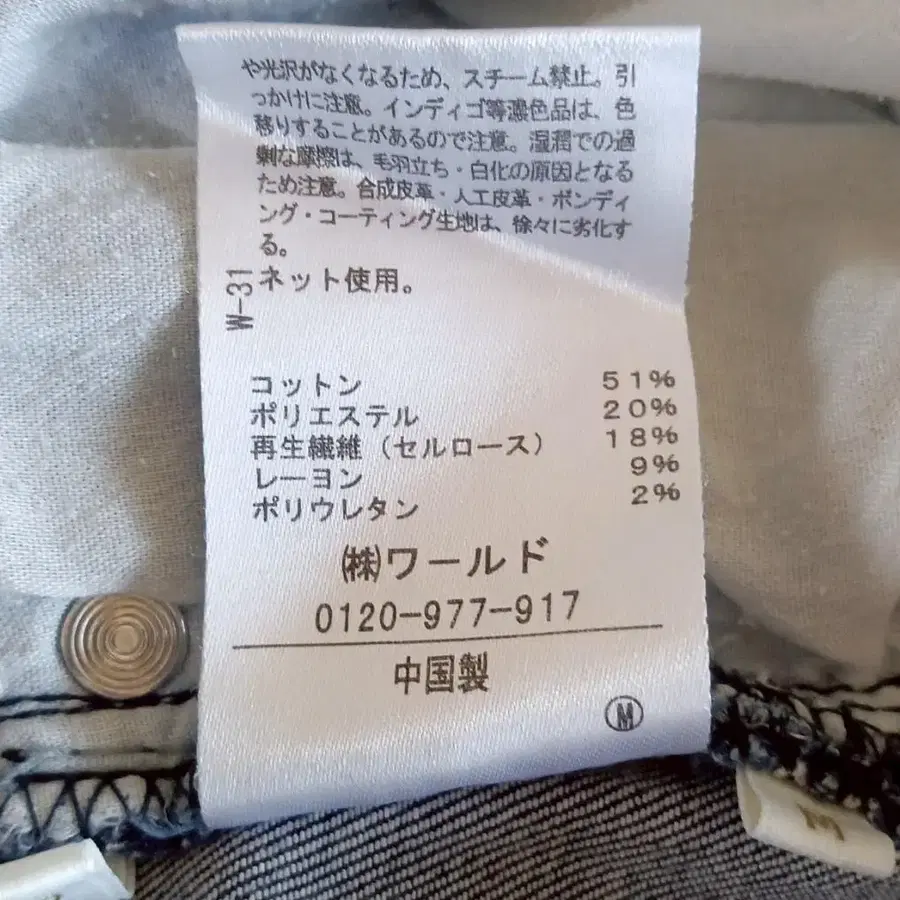 や光沢がなくなるため、スチーム禁止。引
っかけに注意。インディゴ等濃色品は、色
移りすることがあるので注意。湿潤での過
剰な摩擦は、毛羽立ち・白化の原因となる
ため注意。合成皮革・人工皮革・ボンディ
ング・コーティング生地は、徐々に劣化す
る。
W-31
ネット使用。
コットン 51%
ポリエステル 20%
再生繊維（セルロース） 18%
レーヨン 9%
ポリウレタン 2%
㈱ワールド
0120-977-917
中国製
Ⓜ